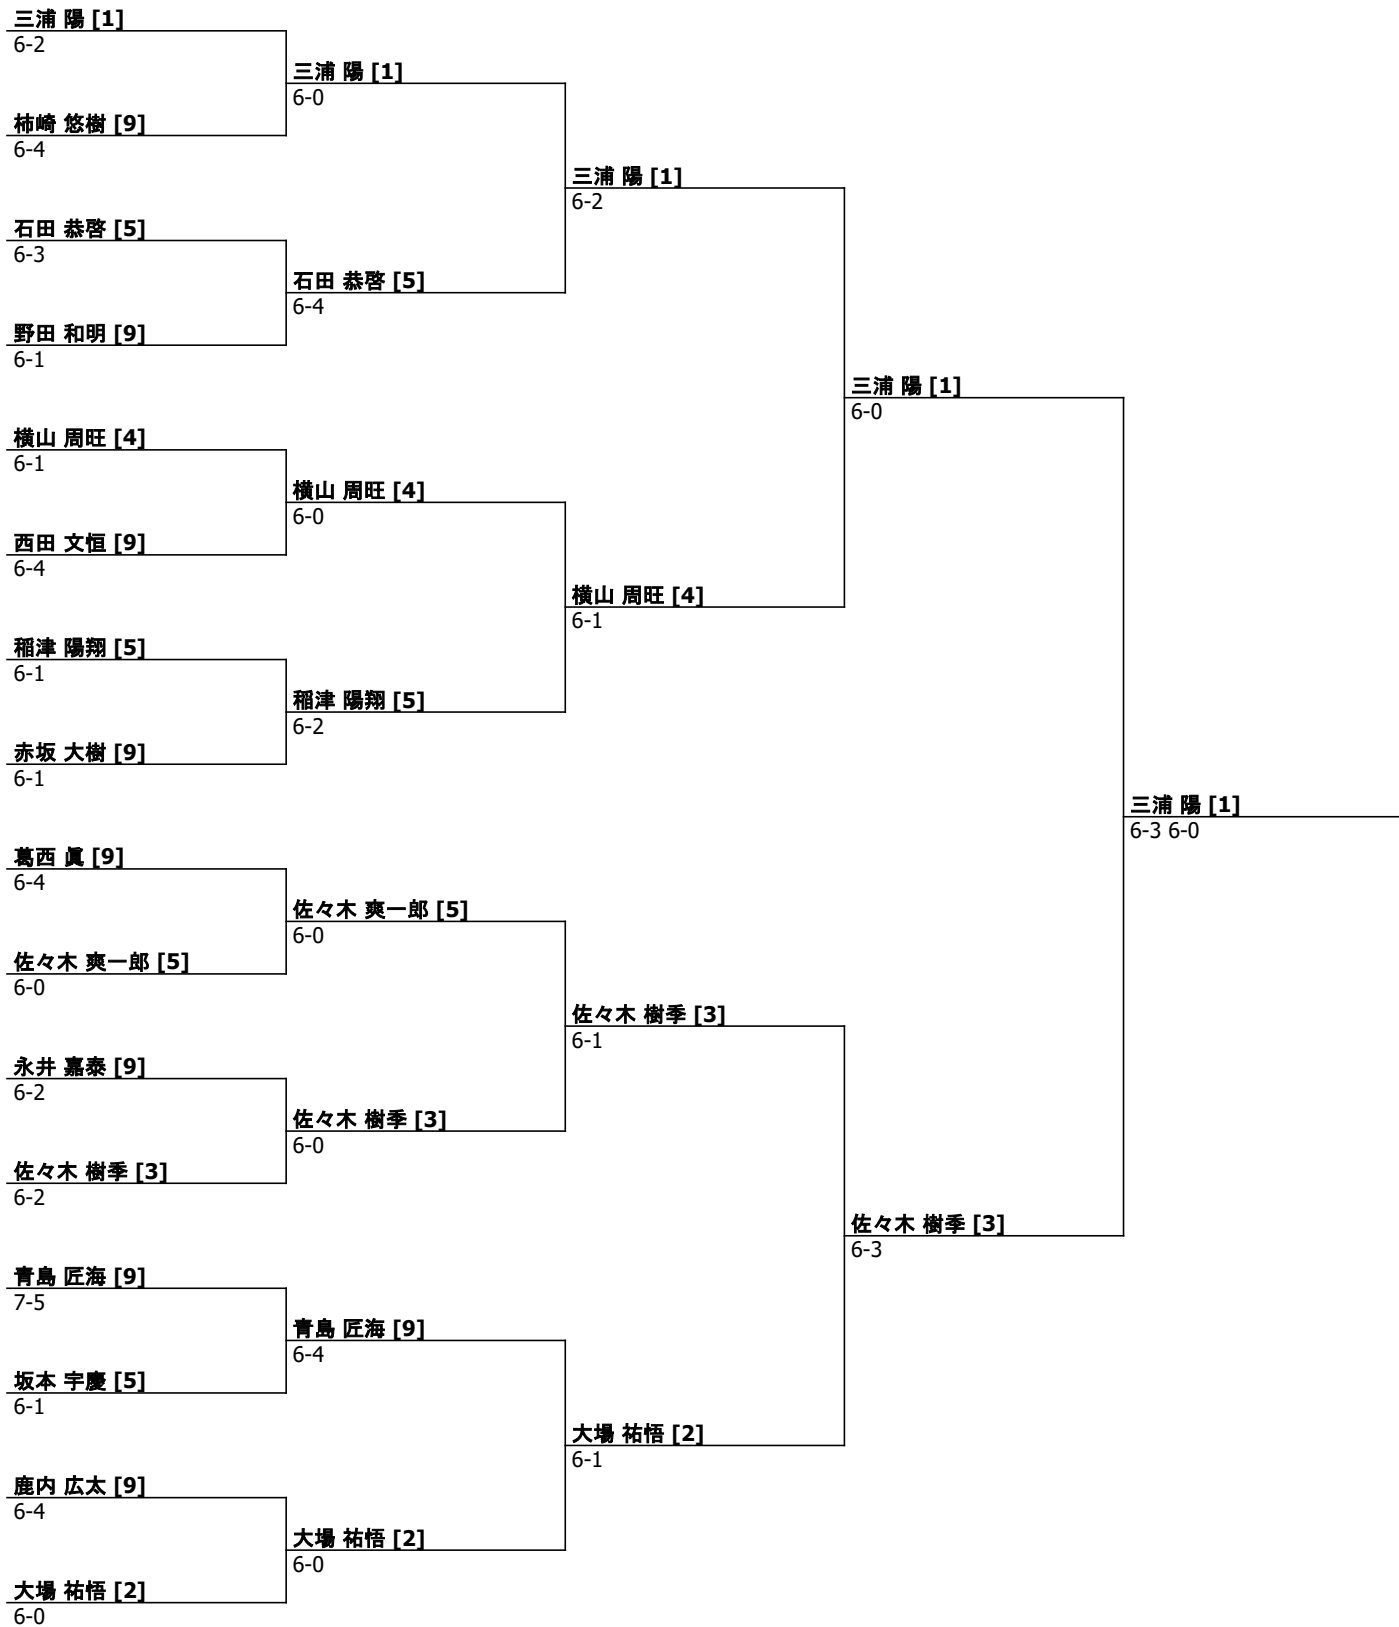 三浦 陽 [1]
6-2
三浦 陽 [1]
6-0
柿崎 悠樹 [9]
6-4
三浦 陽 [1]
6-2
石田 恭啓 [5]
6-3
石田 恭啓 [5]
6-4
野田 和明 [9]
6-1
三浦 陽 [1]
6-0
横山 周旺 [4]
6-1
横山 周旺 [4]
6-0
西田 文恒 [9]
6-4
横山 周旺 [4]
6-1
稲津 陽翔 [5]
6-1
稲津 陽翔 [5]
6-2
赤坂 大樹 [9]
6-1
三浦 陽 [1]
6-3 6-0
葛西 眞 [9]
6-4
佐々木 爽一郎 [5]
6-0
佐々木 爽一郎 [5]
6-0
佐々木 樹季 [3]
6-1
永井 嘉泰 [9]
6-2
佐々木 樹季 [3]
6-0
佐々木 樹季 [3]
6-2
佐々木 樹季 [3]
6-3
青島 匠海 [9]
7-5
青島 匠海 [9]
6-4
坂本 宇慶 [5]
6-1
大場 祐悟 [2]
6-1
鹿内 広太 [9]
6-4
大場 祐悟 [2]
6-0
大場 祐悟 [2]
6-0